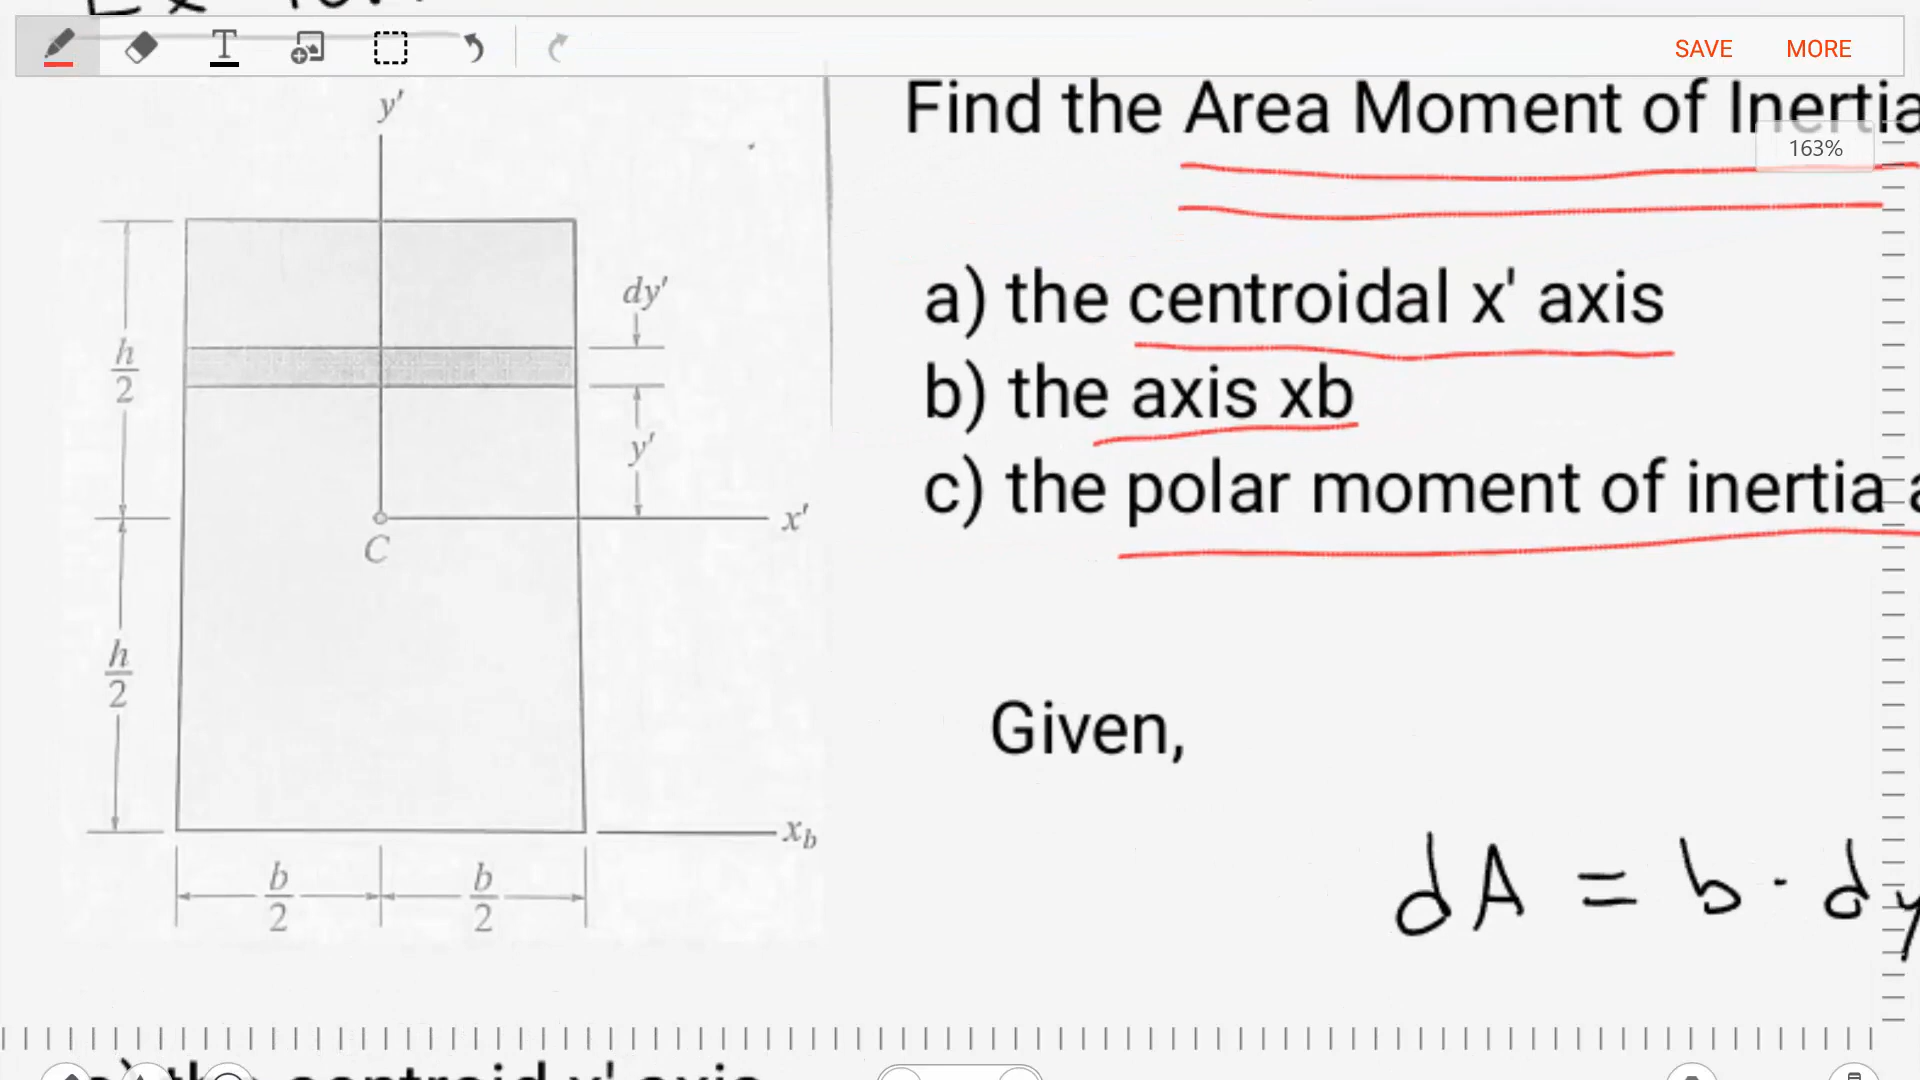 SAVE MORE
163%
Find the Area Moment of Inertia
a) the centroidal x' axis
b) the axis xb
c) the polar moment of inertia a
y'
dy'
h
2
y'
x'
C
h
2
Given,
xb
b
2
b
2
dA = b · dy